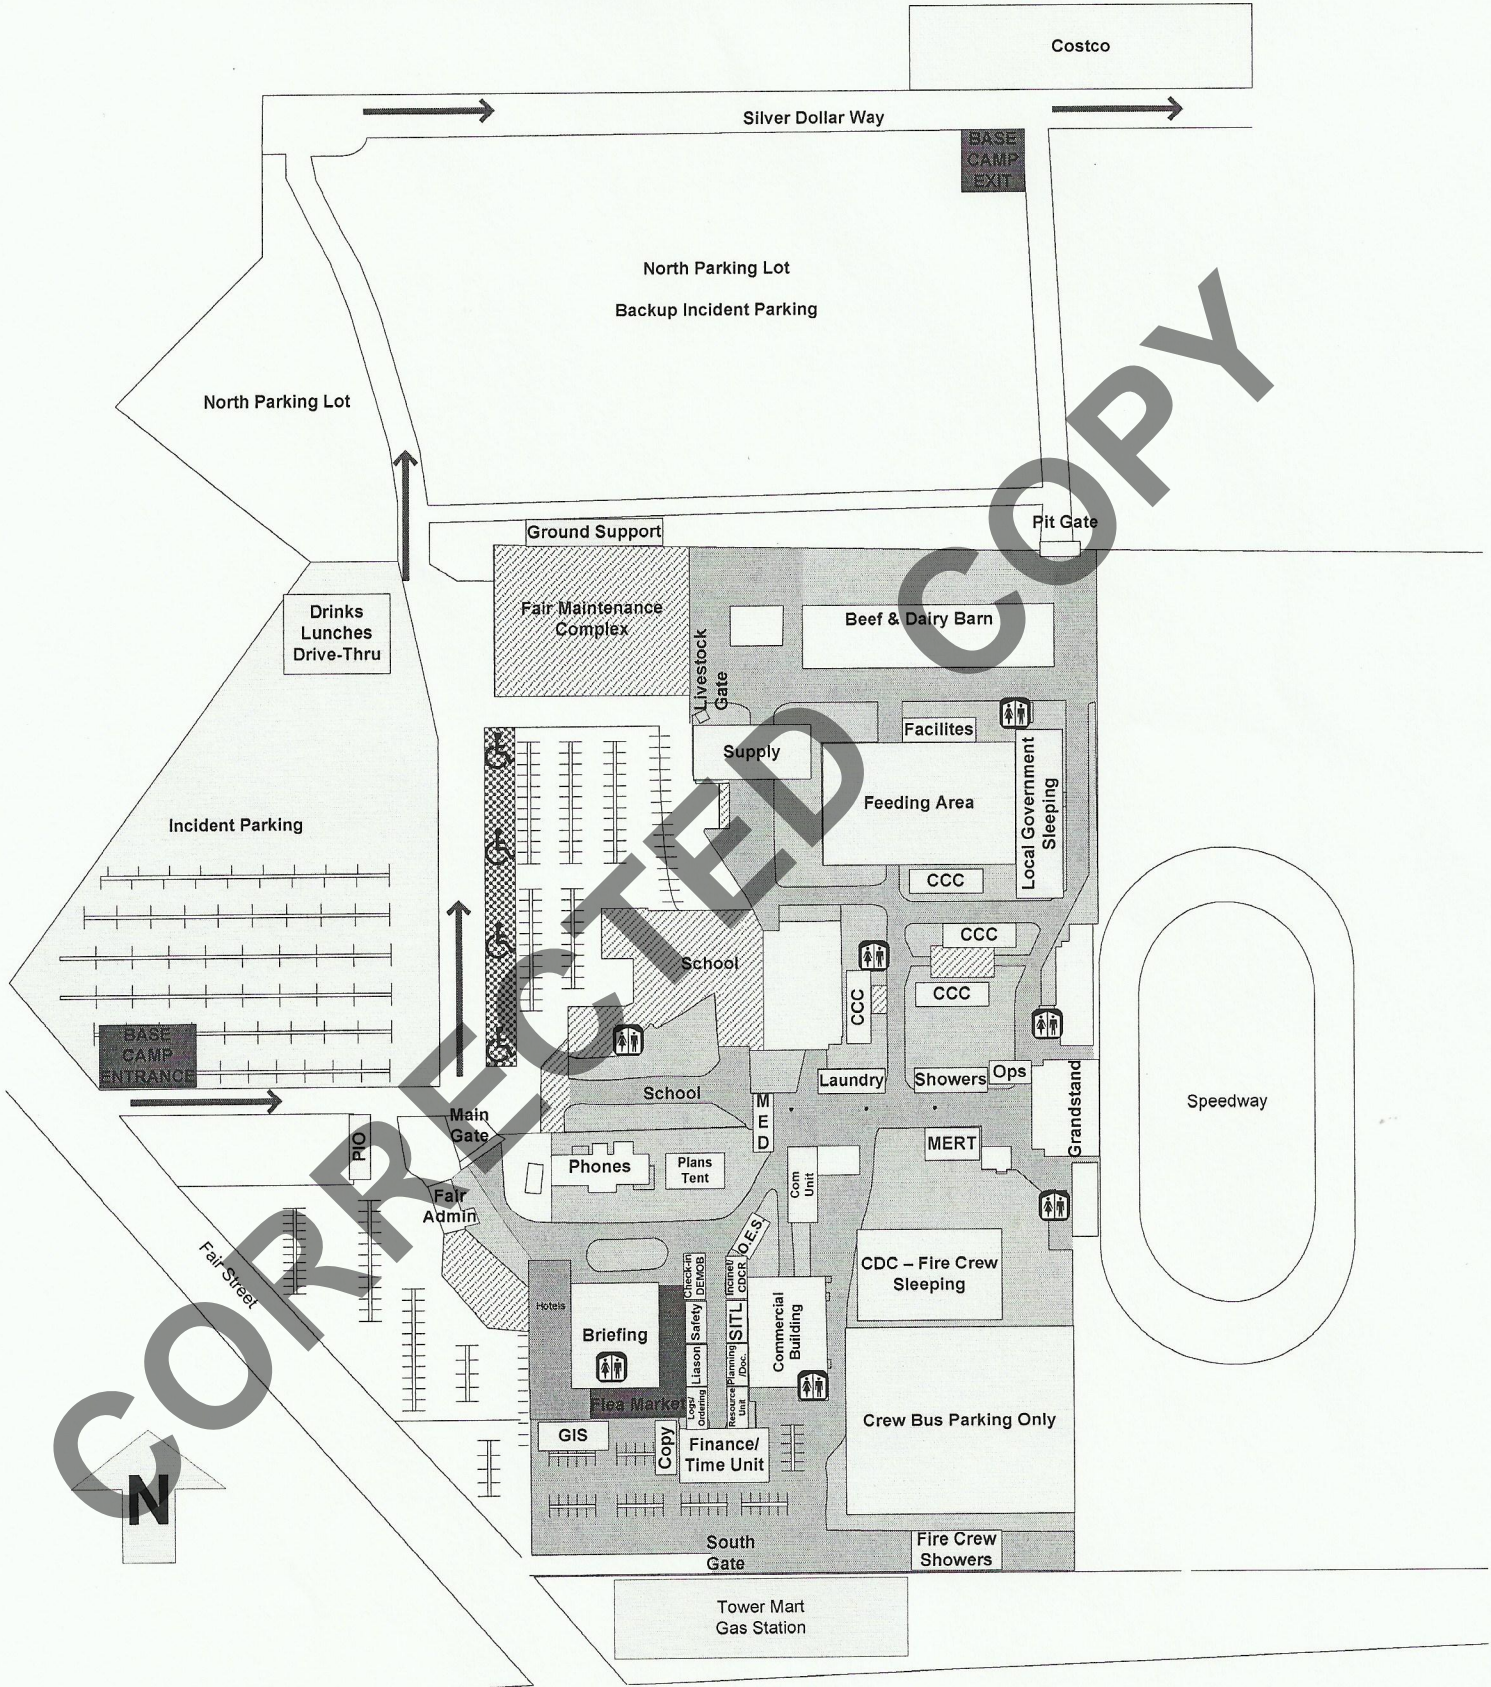 Costco
Silver Dollar Way
BASE
CAMP
EXIT
North Parking Lot
Backup Incident Parking
North Parking Lot
Pit Gate
Ground Support
Fair Maintenance
Complex
Drinks
Lunches
Drive-Thru
Beef & Dairy Barn
Livestock
Gate
Facilites
Supply
Local Government
Sleeping
Feeding Area
Incident Parking
CCC
CCC
School
CCC
CCC
BASE
CAMP
ENTRANCE
School
Laundry
Showers
Ops
Grandstand
Speedway
Main
Gate
PIO
MED
MERT
Phones
Plans
Tent
Com
Unit
Fair
Admin
O.E.S.
Fair Street
Check-in
DEMOB
Incinet/
CDCR
CDC – Fire Crew
Sleeping
Hotels
Briefing
Safety
SITL
Commercial
Building
Liason
Planning
/Doc.
Flea Market
Logs/
Ordering
Resource
Unit
Crew Bus Parking Only
GIS
Copy
Finance/
Time Unit
N
South
Gate
Fire Crew
Showers
Tower Mart
Gas Station
CORRECTED COPY